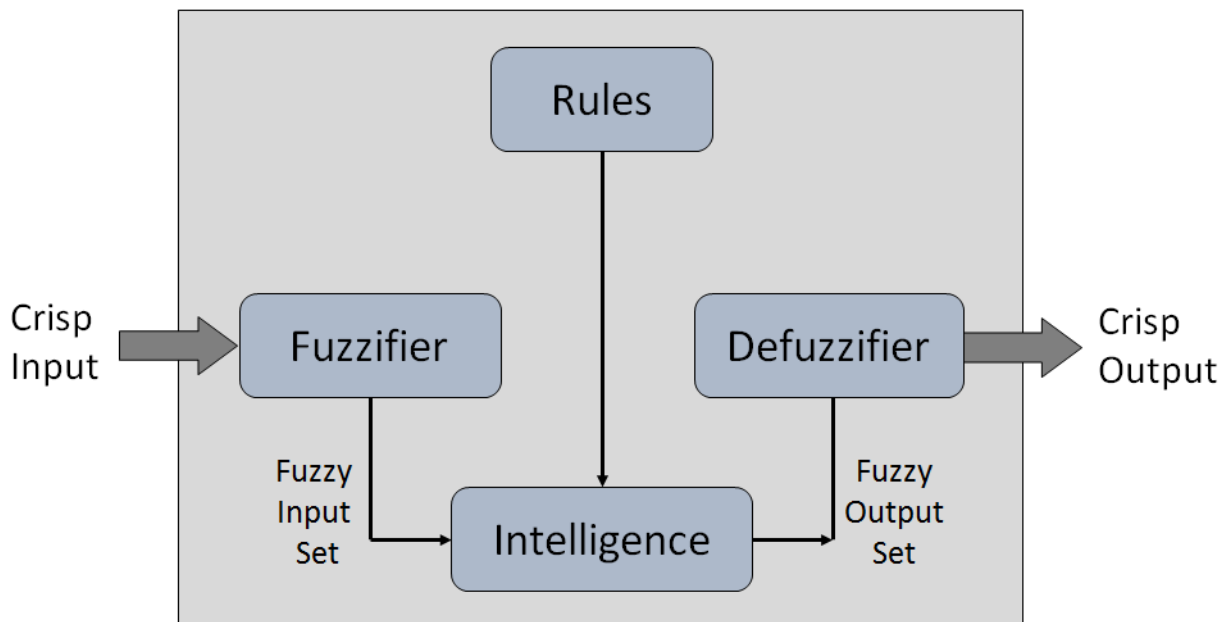 Rules
Crisp
Input
Fuzzifier
Defuzzifier
Crisp
Output
Fuzzy
Input
Set
Intelligence
Fuzzy
Output
Set